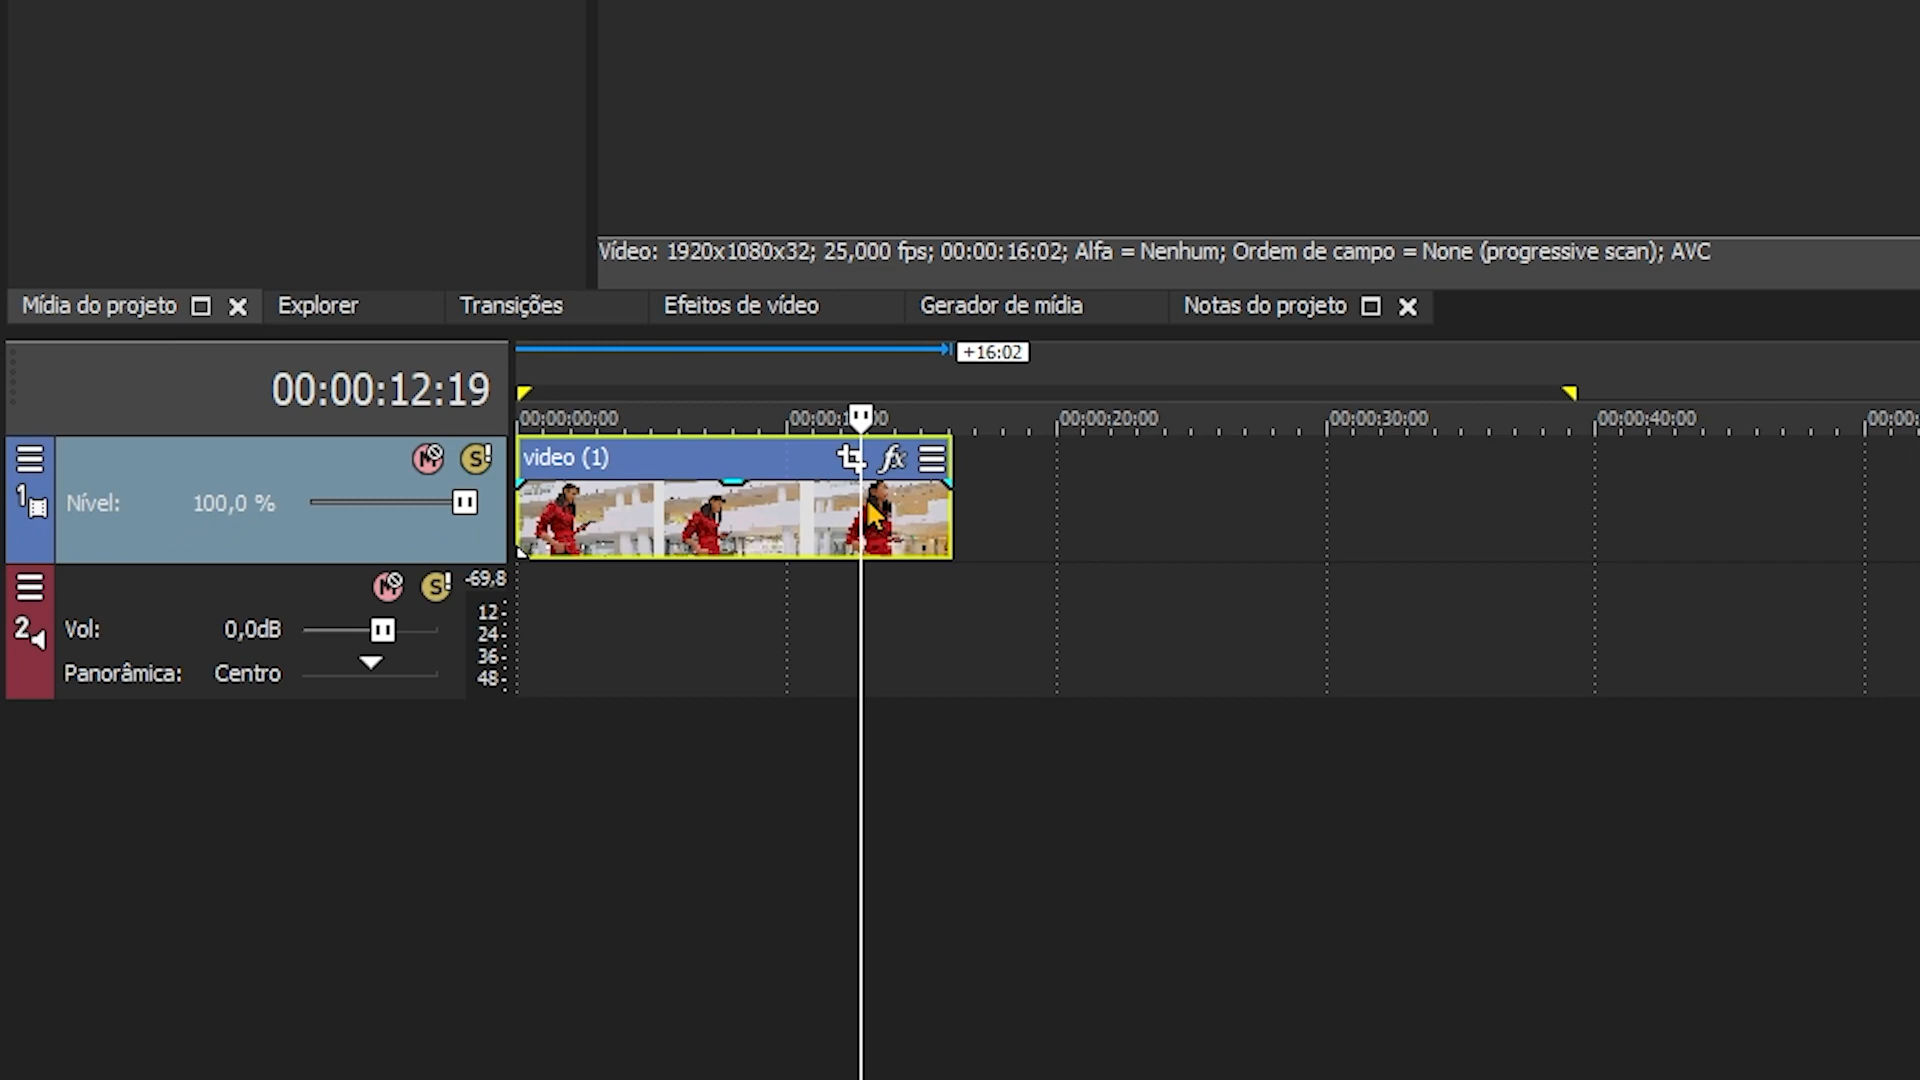 Vídeo: 1920x1080x32; 25,000 fps; 00:00:16:02; Alfa = Nenhum; Ordem de campo = None (progressive scan); AVC
Mídia do projeto Explorer Transições Efeitos de vídeo Gerador de mídia Notas do projeto
+16:02
00:00:12:19
00:00:00:00 00:00:20:00 00:00:30:00 00:00:40:00
video (1) fx
M S!
1
Nível: 100,0 %
M S! -69,8
2
Vol: 0,0dB
Panorâmica: Centro
12-
24-
36-
48-